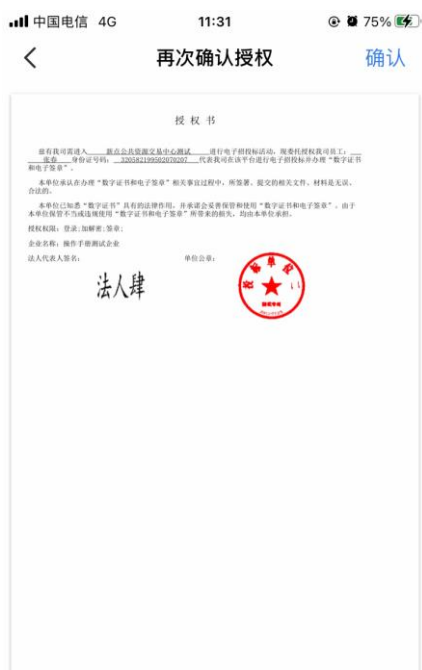 中国电信 4G 11:31 75%
再次确认授权 确认
授 权 书
兹有我司需进入 新点公共资源交易中心测试 进行电子招投标活动，现委托授权我司员工：
张春 身份证号码： 320582199502070207 代表我司在该平台进行电子招投标并办理“数字证书
和电子签章”。
本单位承认在办理“数字证书和电子签章”相关事宜过程中，所签署、提交的相关文件、材料是无误、
合法的。
本单位已知悉“数字证书”具有的法律作用，并承诺会妥善保管和使用“数字证书和电子签章”，由于
本单位保管不当或违规使用“数字证书和电子签章”所带来的损失，均由本单位承担。
授权权限：登录;加解密;签章;
企业名称：操作手册测试企业
法人代表人签名： 单位公章：
法人肆